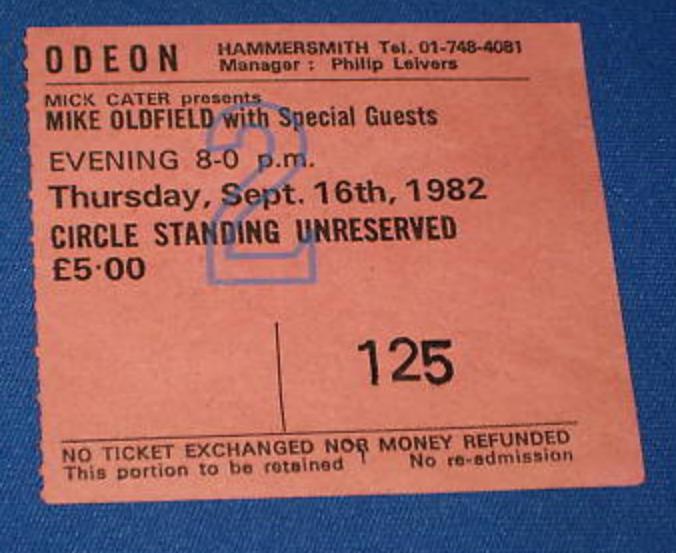 ODEON HAMMERSMITH Tel. 01-748-4081
Manager : Philip Leivers
MICK CATER presents
MIKE OLDFIELD with Special Guests
EVENING 8-0 p.m.
Thursday, Sept. 16th, 1982
CIRCLE STANDING UNRESERVED
£5·00
2
125
NO TICKET EXCHANGED NOR MONEY REFUNDED
This portion to be retained No re-admission